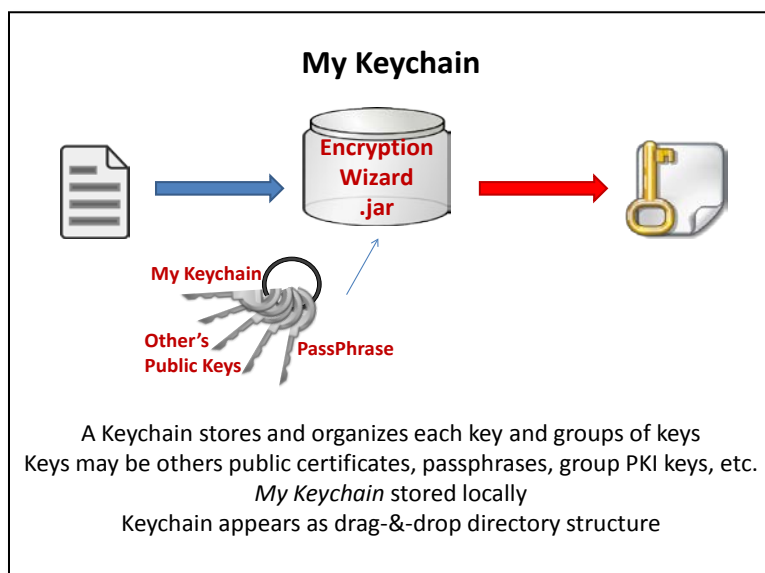 My Keychain
Encryption
Wizard
.jar
My Keychain
Other's
Public Keys
PassPhrase
A Keychain stores and organizes each key and groups of keys
Keys may be others public certificates, passphrases, group PKI keys, etc.
My Keychain stored locally
Keychain appears as drag-&-drop directory structure